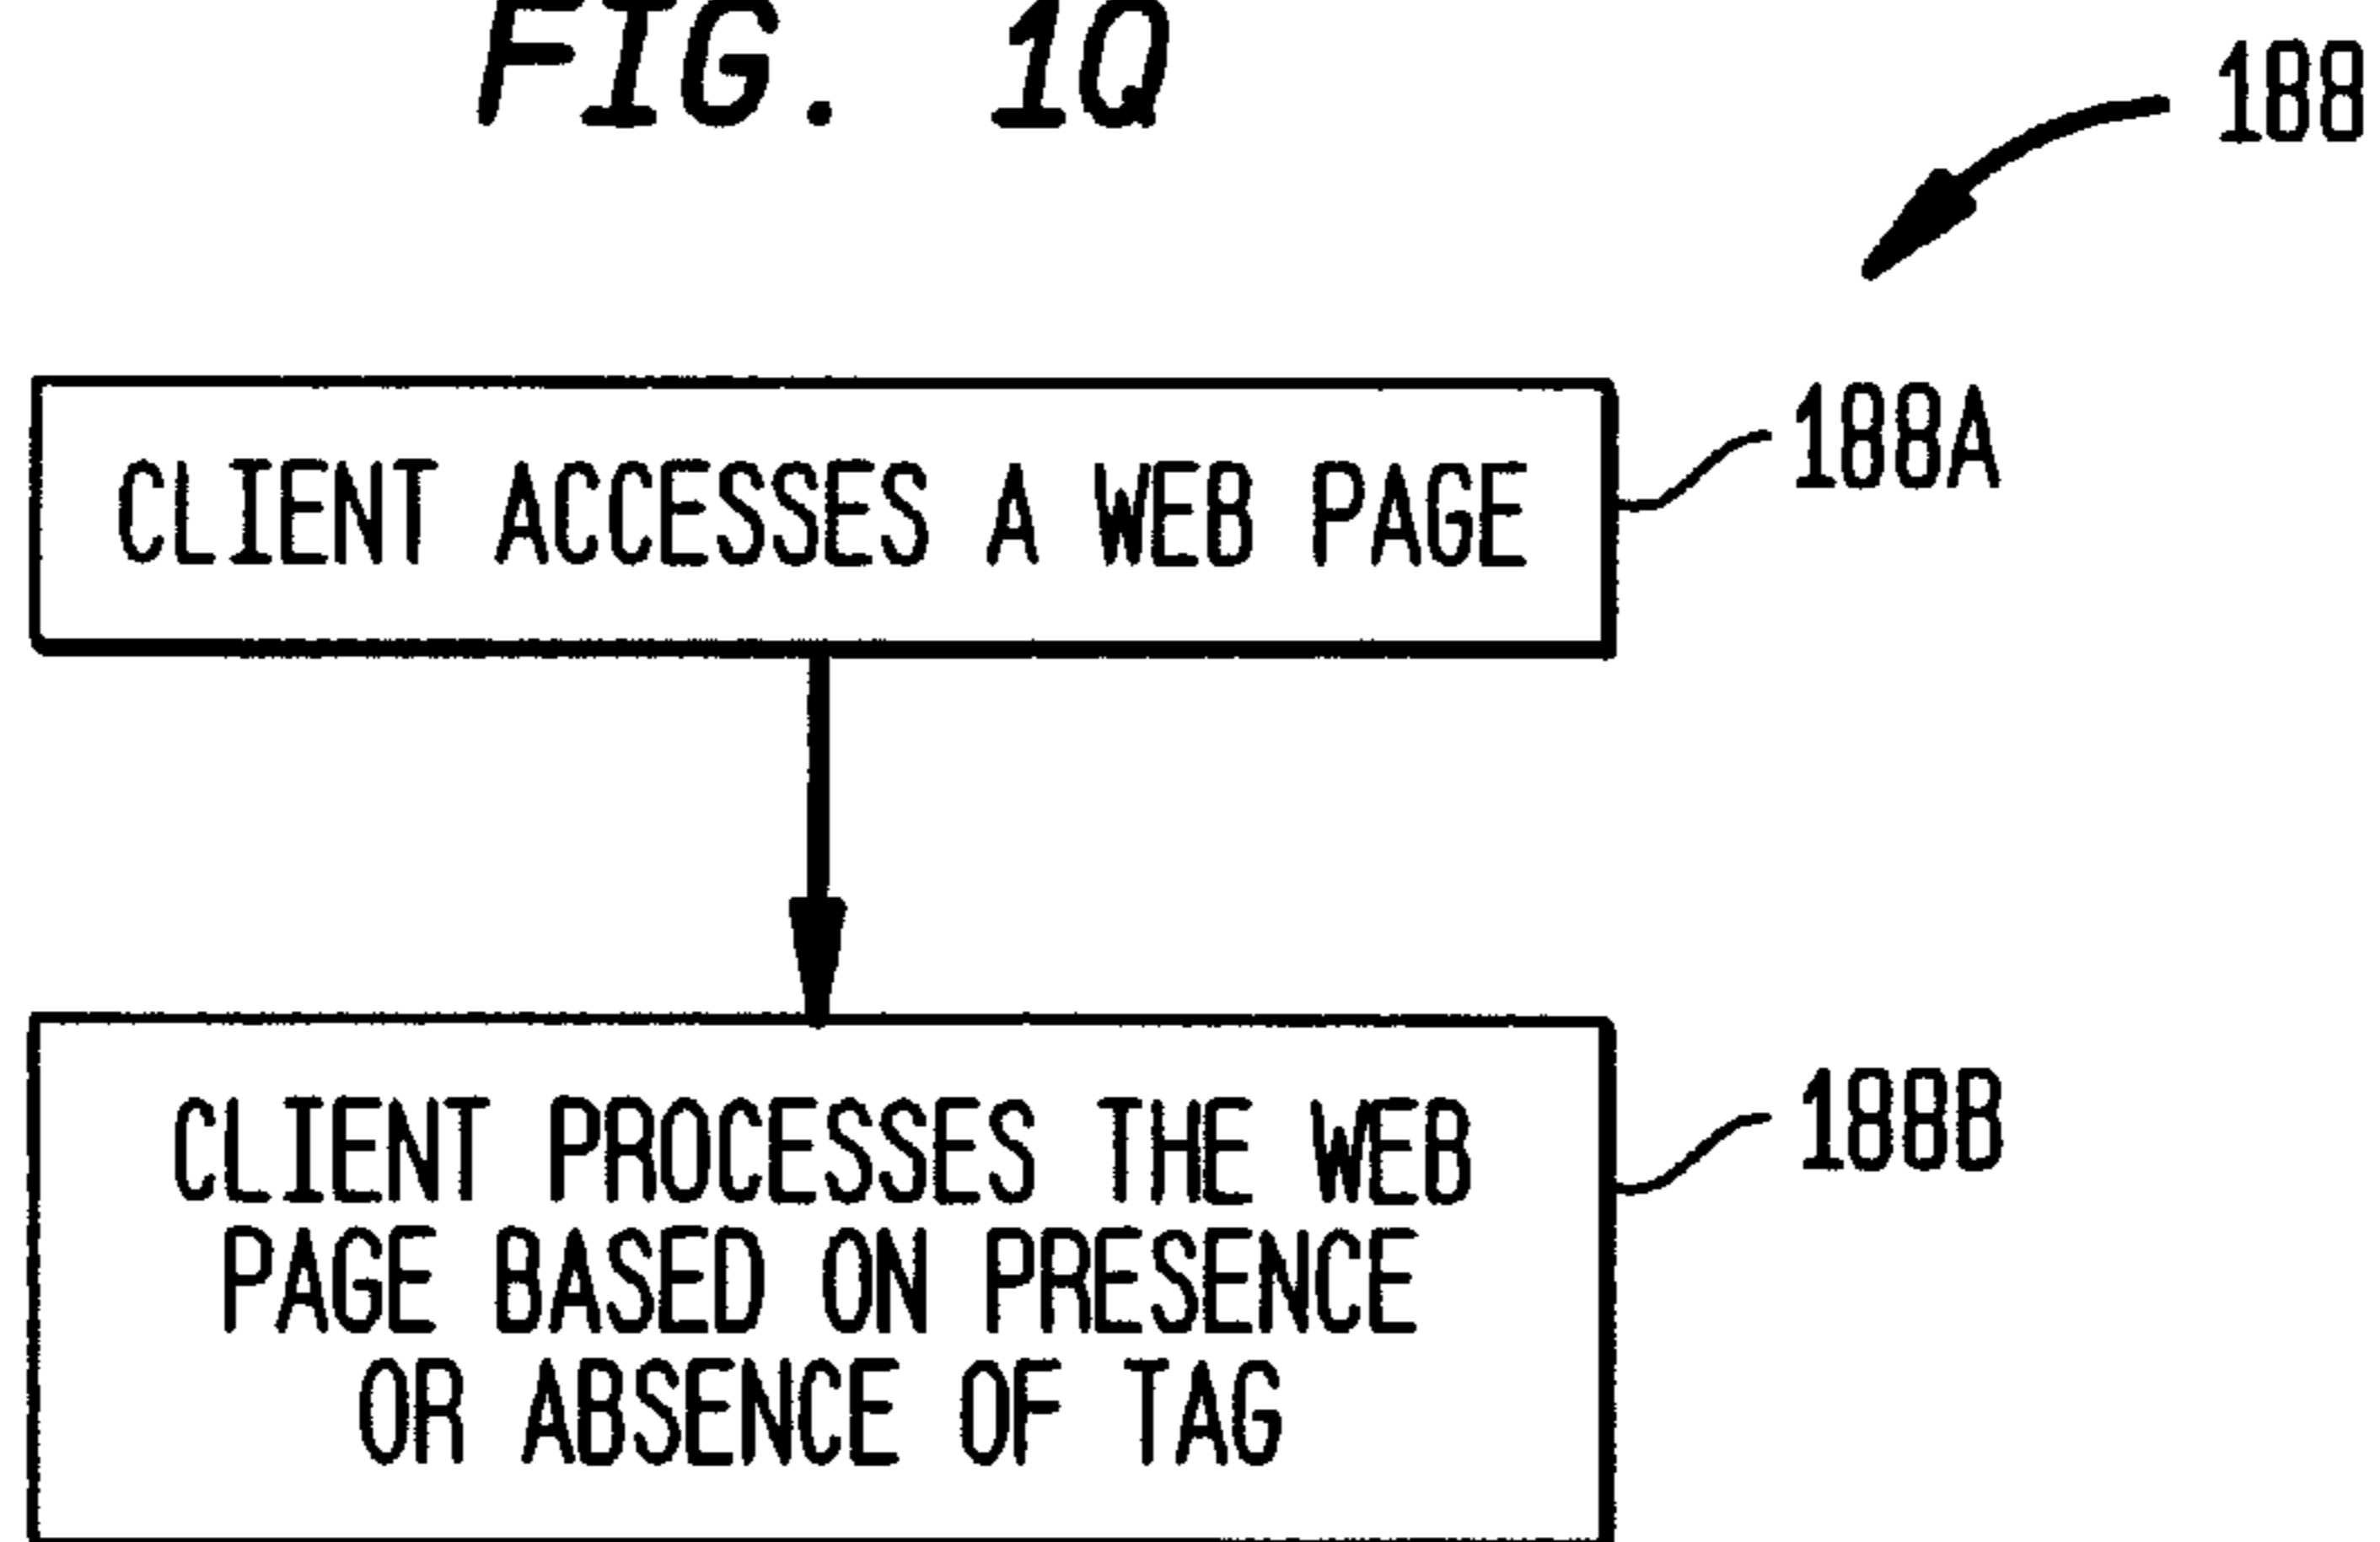 FIG. 1Q
188
CLIENT ACCESSES A WEB PAGE
188A
CLIENT PROCESSES THE WEB
PAGE BASED ON PRESENCE
OR ABSENCE OF TAG
188B